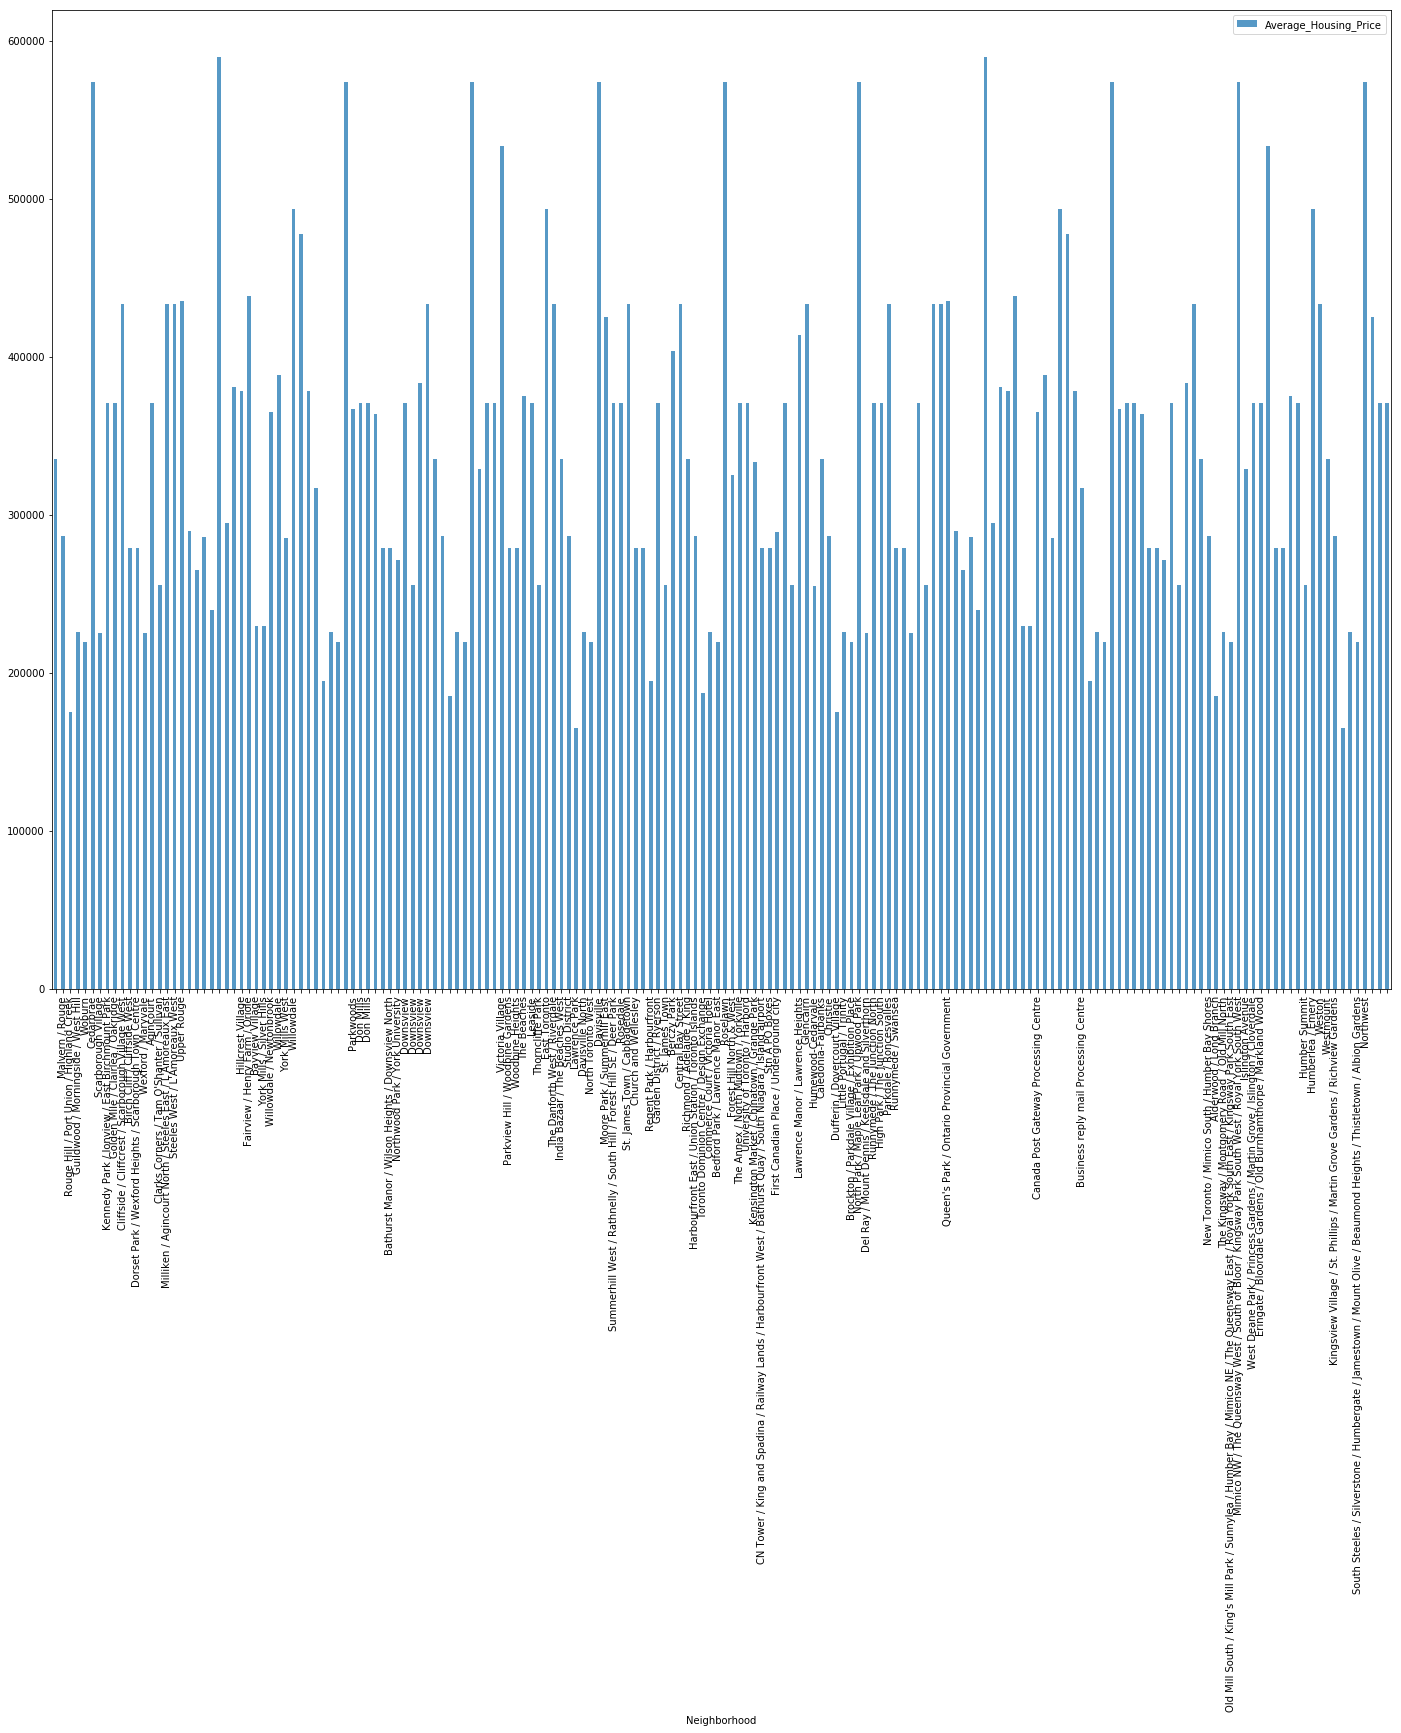 Average_Housing_Price
600000
500000
400000
300000
200000
100000
0
Malvern / Rouge
Rouge Hill / Port Union / Highland Creek
Guildwood / Morningside / West Hill
Woburn
Cedarbrae
Scarborough Village
Kennedy Park / Ionview / East Birchmount Park
Golden Mile / Clairlea / Oakridge
Cliffside / Cliffcrest / Scarborough Village West
Birch Cliff / Cliffside West
Dorset Park / Wexford Heights / Scarborough Town Centre
Wexford / Maryvale
Agincourt
Clarks Corners / Tam O'Shanter / Sullivan
Milliken / Agincourt North / Steeles East / L'Amoreaux East
Steeles West / L'Amoreaux West
Upper Rouge
Hillcrest Village
Fairview / Henry Farm / Oriole
Bayview Village
York Mills / Silver Hills
Willowdale / Newtonbrook
Willowdale
York Mills West
Willowdale
Parkwoods
Don Mills
Don Mills
Bathurst Manor / Wilson Heights / Downsview North
Northwood Park / York University
Downsview
Downsview
Downsview
Downsview
Victoria Village
Parkview Hill / Woodbine Gardens
Woodbine Heights
The Beaches
Leaside
Thorncliffe Park
East Toronto
The Danforth West / Riverdale
India Bazaar / The Beaches West
Studio District
Lawrence Park
Davisville North
North Toronto West
Davisville
Moore Park / Summerhill East
Summerhill West / Rathnelly / South Hill / Forest Hill SE / Deer Park
Rosedale
St. James Town / Cabbagetown
Church and Wellesley
Regent Park / Harbourfront
Garden District, Ryerson
St. James Town
Berczy Park
Central Bay Street
Richmond / Adelaide / King
Harbourfront East / Union Station / Toronto Islands
Toronto Dominion Centre / Design Exchange
Commerce Court / Victoria Hotel
Bedford Park / Lawrence Manor East
Roselawn
Forest Hill North & West
The Annex / North Midtown / Yorkville
University of Toronto / Harbord
Kensington Market / Chinatown / Grange Park
CN Tower / King and Spadina / Railway Lands / Harbourfront West / Bathurst Quay / South Niagara / Island airport
Stn A PO Boxes
First Canadian Place / Underground city
Lawrence Manor / Lawrence Heights
Glencairn
Humewood-Cedarvale
Caledonia-Fairbanks
Christie
Dufferin / Dovercourt Village
Little Portugal / Trinity
Brockton / Parkdale Village / Exhibition Place
North Park / Maple Leaf Park / Upwood Park
Del Ray / Mount Dennis / Keelsdale and Silverthorn
Runnymede / The Junction North
High Park / The Junction South
Parkdale / Roncesvalles
Runnymede / Swansea
Queen's Park / Ontario Provincial Government
Canada Post Gateway Processing Centre
Business reply mail Processing Centre
New Toronto / Mimico South / Humber Bay Shores
Alderwood / Long Branch
The Kingsway / Montgomery Road / Old Mill North
Old Mill South / King's Mill Park / Sunnylea / Humber Bay / Mimico NE / The Queensway East / Royal York South East / Kingsway Park South East
Mimico NW / The Queensway West / South of Bloor / Kingsway Park South West / Royal York South West
Islington Avenue
West Deane Park / Princess Gardens / Martin Grove / Islington / Cloverdale
Eringate / Bloordale Gardens / Old Burnhamthorpe / Markland Wood
Humber Summit
Humberlea / Emery
Weston
Westmount
Kingsview Village / St. Phillips / Martin Grove Gardens / Richview Gardens
South Steeles / Silverstone / Humbergate / Jamestown / Mount Olive / Beaumond Heights / Thistletown / Albion Gardens
Northwest
Neighborhood